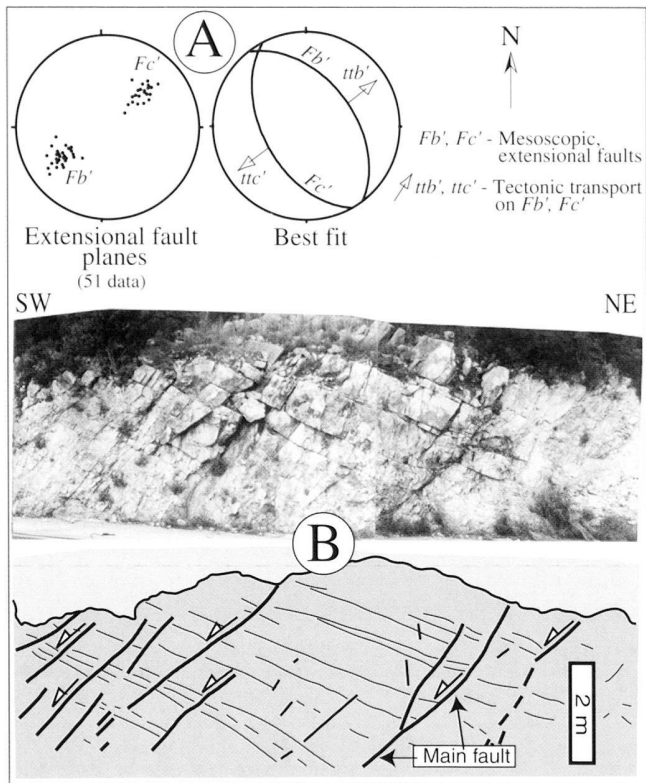 A
N
Fc'
Fb'
Fb'
ttb'
ttc'
Fc'
Fb', Fc' - Mesoscopic,
extensional faults
ttb', ttc' - Tectonic transport
on Fb', Fc'
Extensional fault
planes
(51 data)
Best fit
SW
NE
B
2 m
Main fault